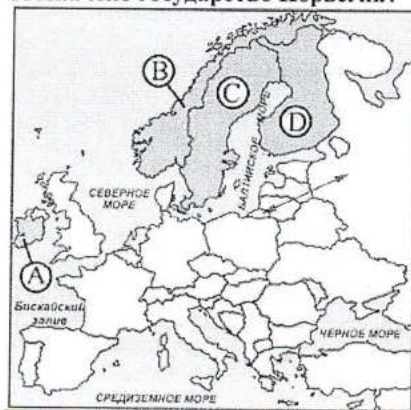 государство Норвегия?
B
C
D
СЕВЕРНОЕ
МОРЕ
БАЛТИЙСКОЕ МОРЕ
A
Бискайский
залив
ЧЕРНОЕ МОРЕ
СРЕДИЗЕМНОЕ МОРЕ